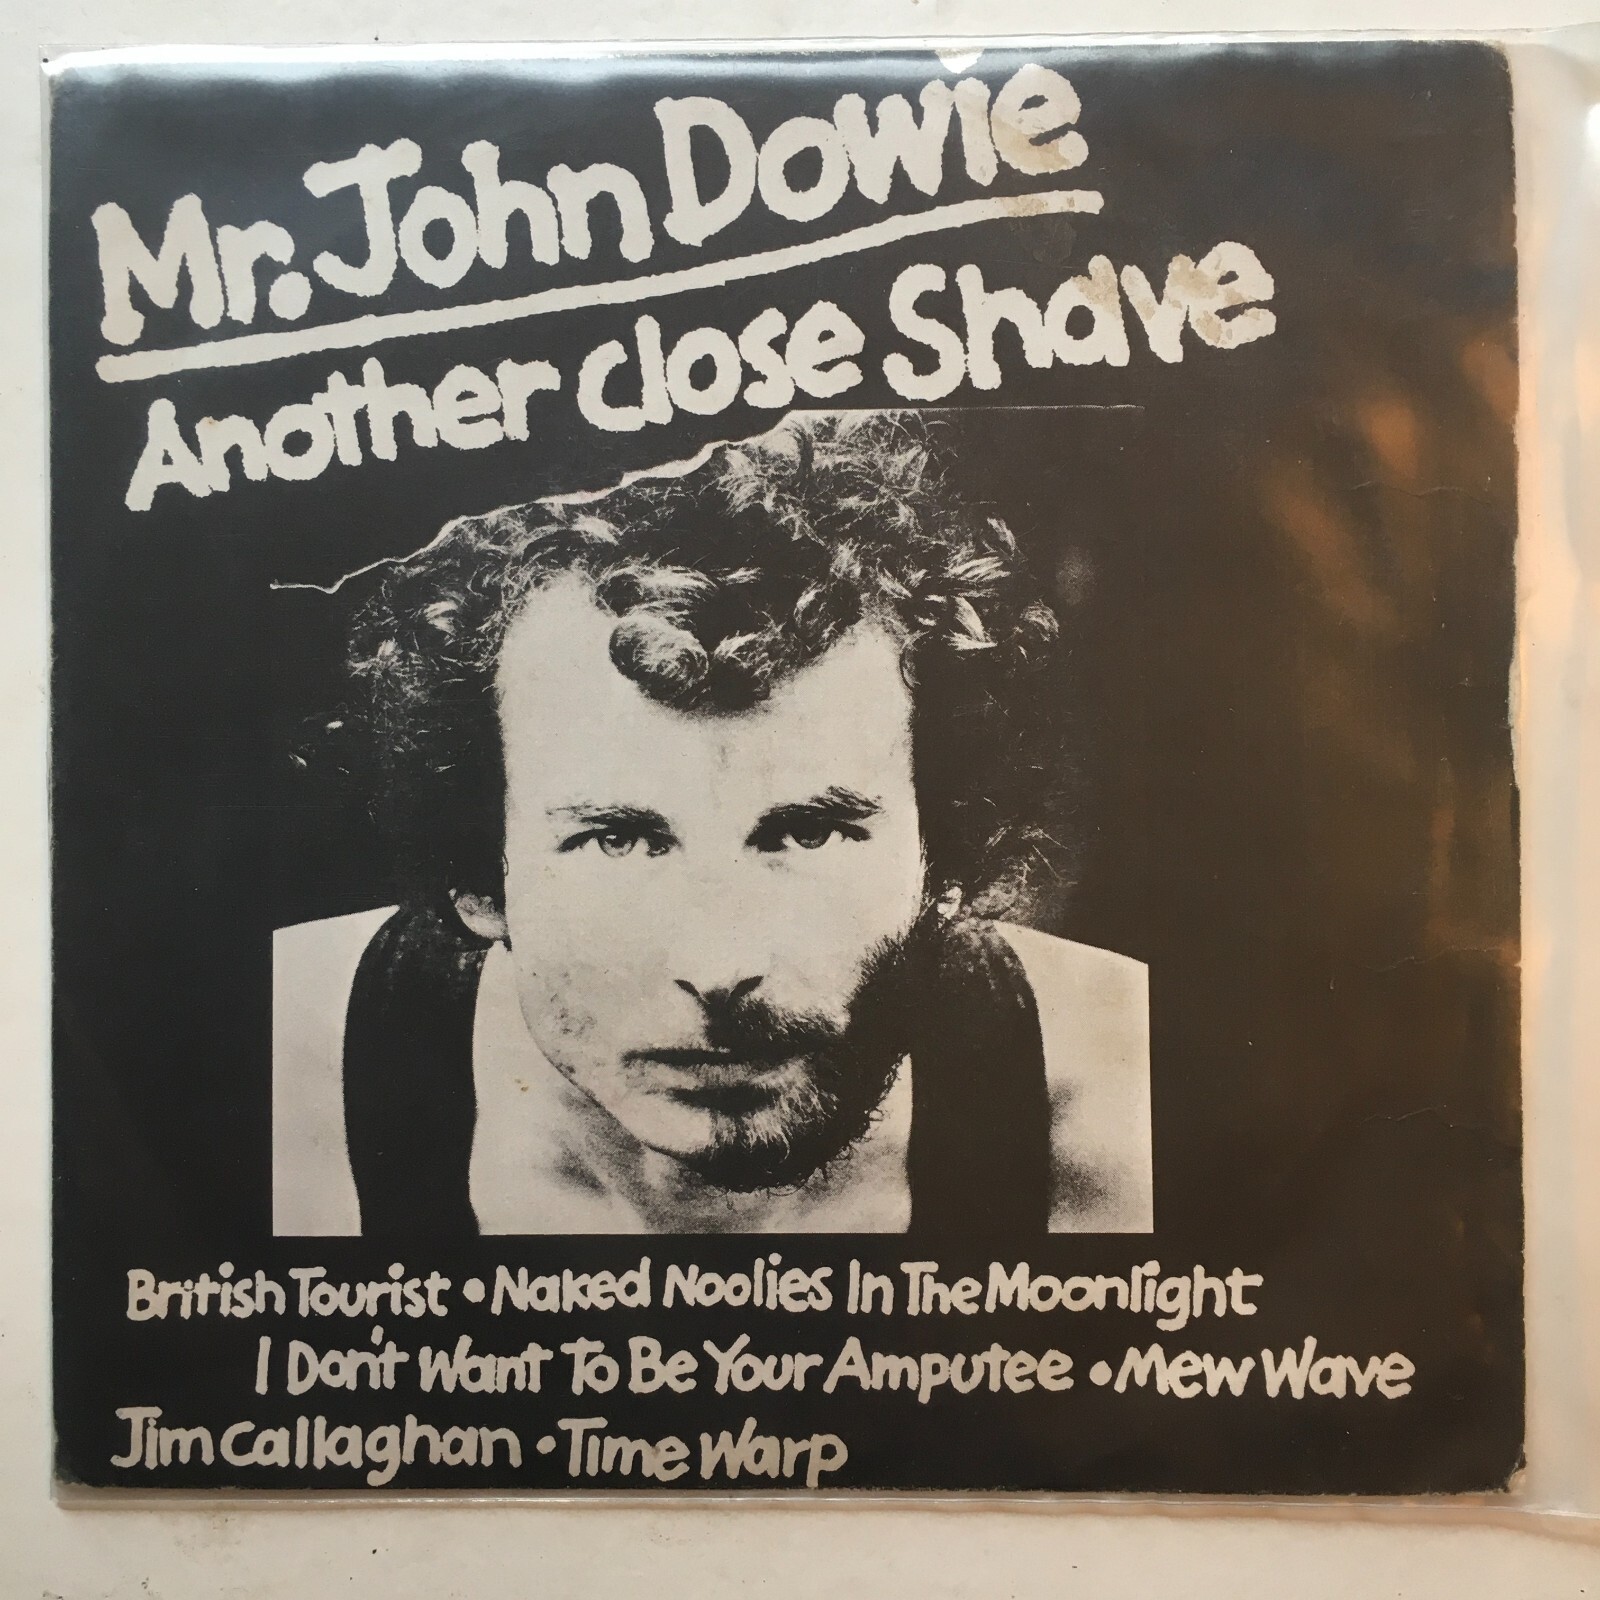 Mr. John Dowie
Another close Shave
British Tourist • Naked Noolies In The Moonlight
I Don't Want To Be Your Amputee • Mew Wave
Jim Callaghan • Time Warp